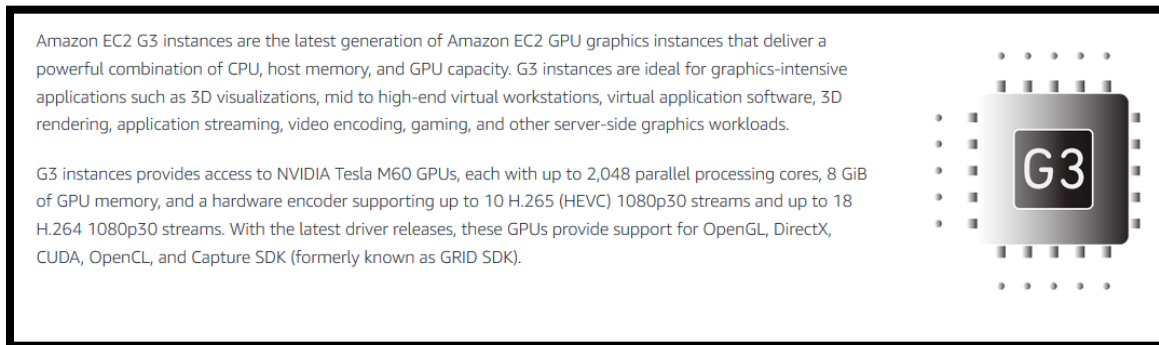 Amazon EC2 G3 instances are the latest generation of Amazon EC2 GPU graphics instances that deliver a
powerful combination of CPU, host memory, and GPU capacity. G3 instances are ideal for graphics-intensive
applications such as 3D visualizations, mid to high-end virtual workstations, virtual application software, 3D
rendering, application streaming, video encoding, gaming, and other server-side graphics workloads.
G3 instances provides access to NVIDIA Tesla M60 GPUs, each with up to 2,048 parallel processing cores, 8 GiB
of GPU memory, and a hardware encoder supporting up to 10 H.265 (HEVC) 1080p30 streams and up to 18
H.264 1080p30 streams. With the latest driver releases, these GPUs provide support for OpenGL, DirectX,
CUDA, OpenCL, and Capture SDK (formerly known as GRID SDK).
G3